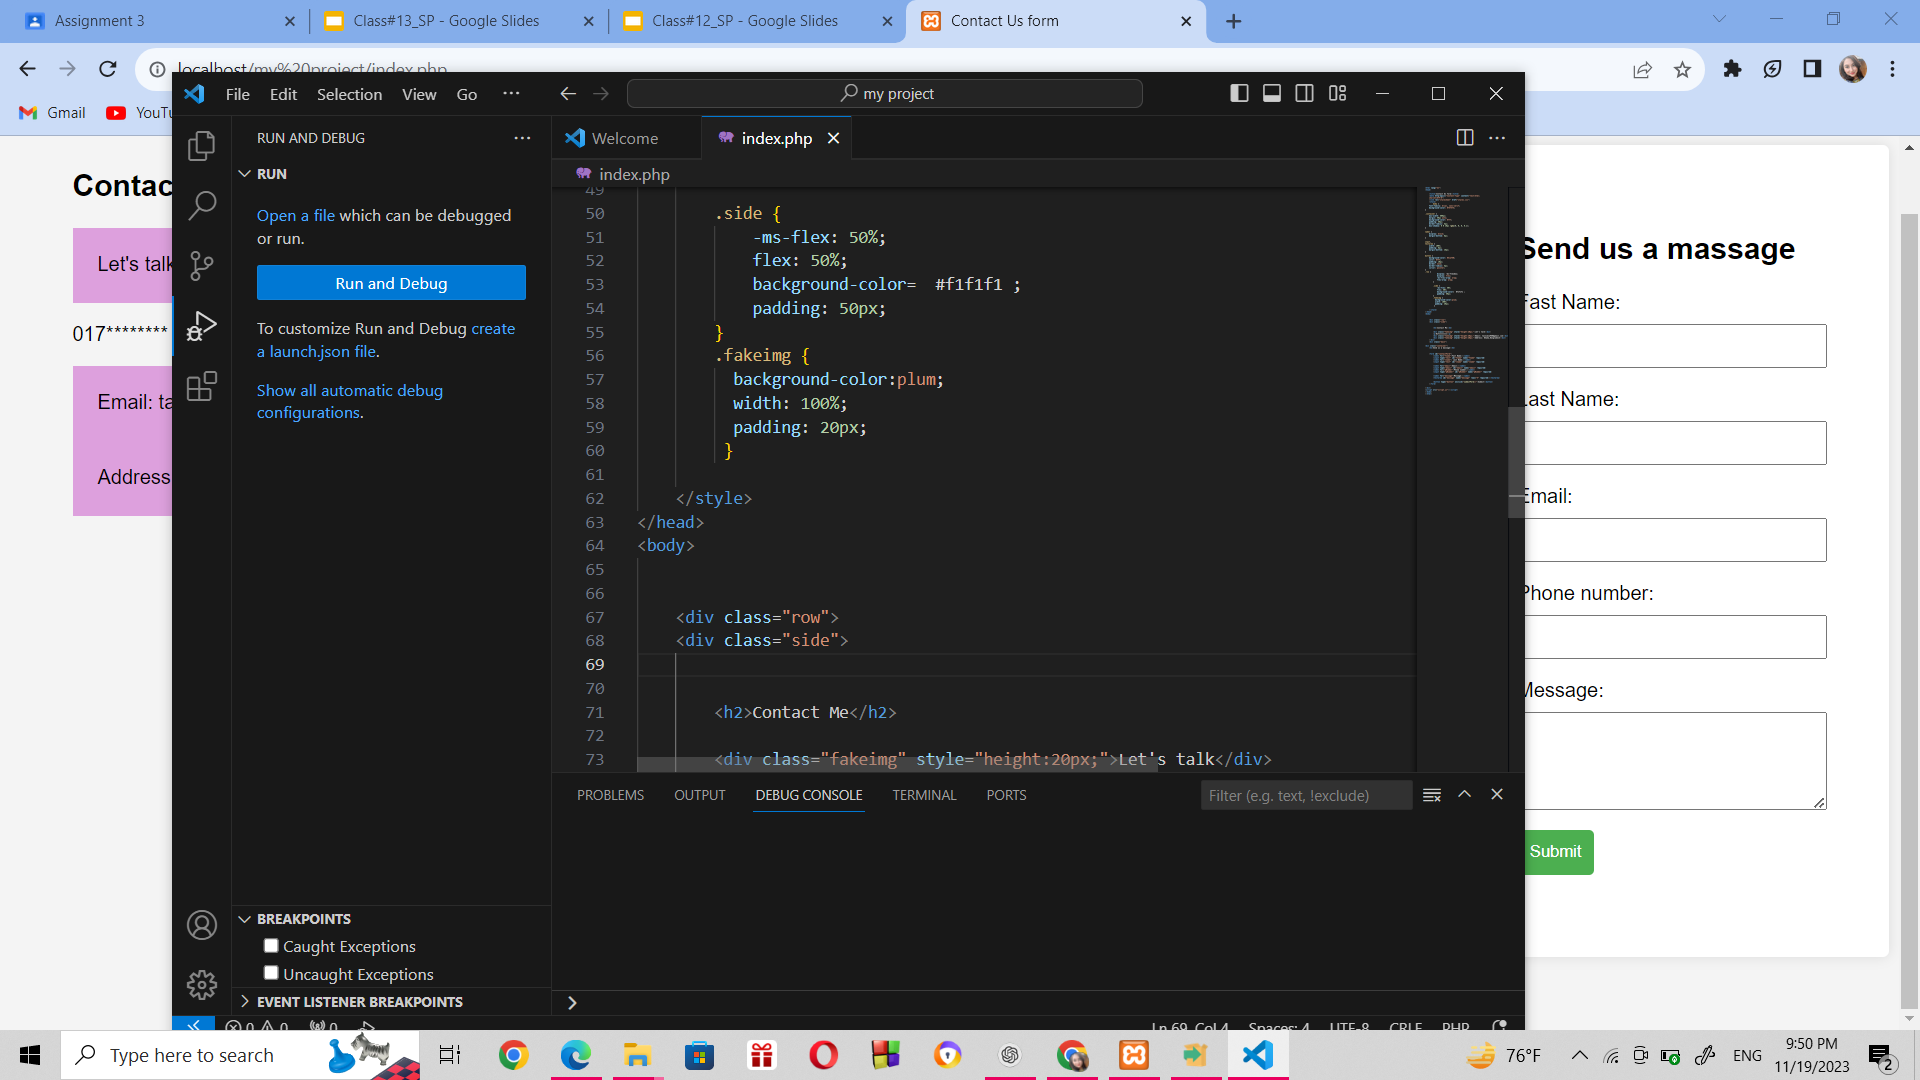 Assignment 3
Class#13_SP - Google Slides
Class#12_SP - Google Slides
Contact Us form
localhost/my%20project/index.php
Gmail
YouTu
File Edit Selection View Go ···
my project
RUN AND DEBUG
Welcome
index.php
RUN
index.php
Open a file which can be debugged
or run.
Run and Debug
To customize Run and Debug create
a launch.json file.
Show all automatic debug
configurations.
49
50 .side {
51 -ms-flex: 50%;
52 flex: 50%;
53 background-color=  #f1f1f1 ;
54 padding: 50px;
55 }
56 .fakeimg {
57 background-color:plum;
58 width: 100%;
59 padding: 20px;
60 }
61
62 </style>
63 </head>
64 <body>
65
66
67 <div class="row">
68 <div class="side">
69
70
71 <h2>Contact Me</h2>
72
73 <div class="fakeimg" style="height:20px;">Let's talk</div>
PROBLEMS OUTPUT DEBUG CONSOLE TERMINAL PORTS
Filter (e.g. text, !exclude)
BREAKPOINTS
Caught Exceptions
Uncaught Exceptions
EVENT LISTENER BREAKPOINTS
0 0 0
Ln 69, Col 4 Spaces: 4 UTF-8 CRLF PHP
Contac
Let's talk
017********
Email: ta
Address
Send us a massage
Fast Name:
Last Name:
Email:
Phone number:
Message:
Submit
Type here to search
76°F
ENG
9:50 PM
11/19/2023
2